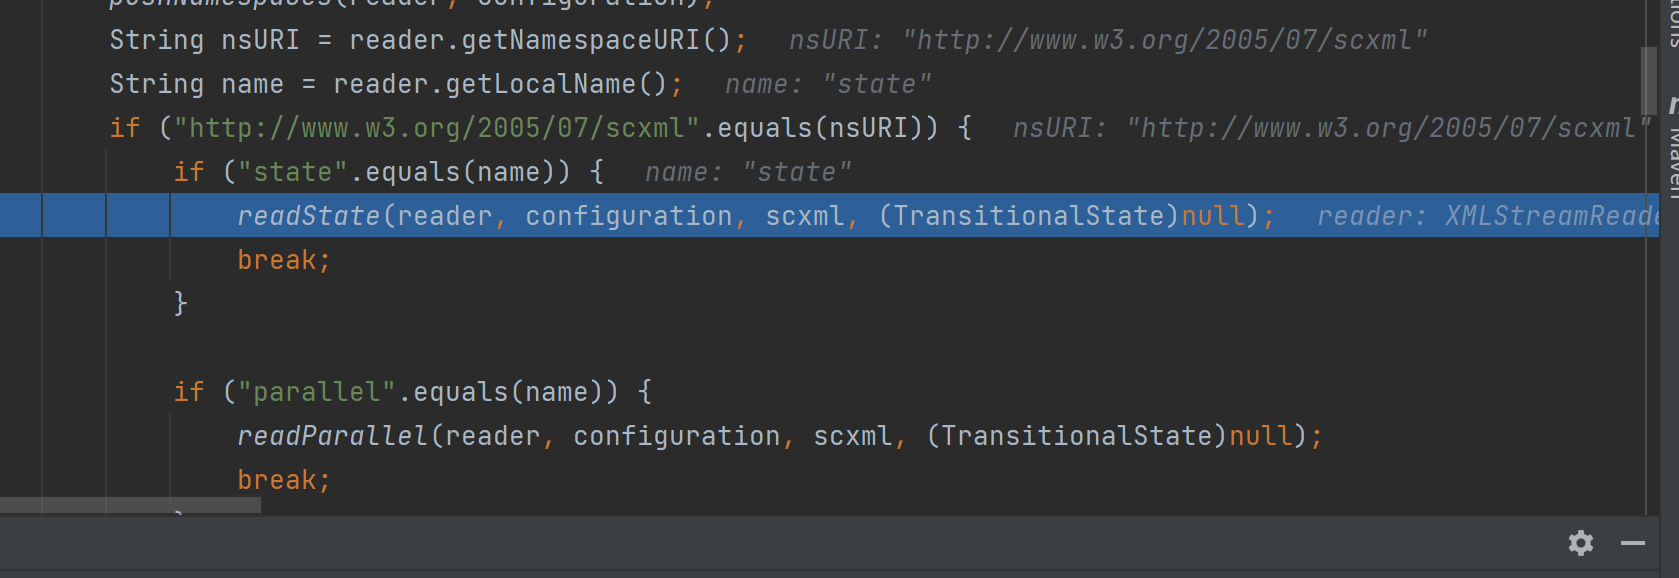 pushNamespaces(reader, configuration);
String nsURI = reader.getNamespaceURI();   nsURI: "http://www.w3.org/2005/07/scxml"
String name = reader.getLocalName();   name: "state"
if ("http://www.w3.org/2005/07/scxml".equals(nsURI)) {   nsURI: "http://www.w3.org/2005/07/scxml"
if ("state".equals(name)) {   name: "state"
readState(reader, configuration, scxml, (TransitionalState)null);   reader: XMLStreamReade
break;
}
if ("parallel".equals(name)) {
readParallel(reader, configuration, scxml, (TransitionalState)null);
break;
}
Maven